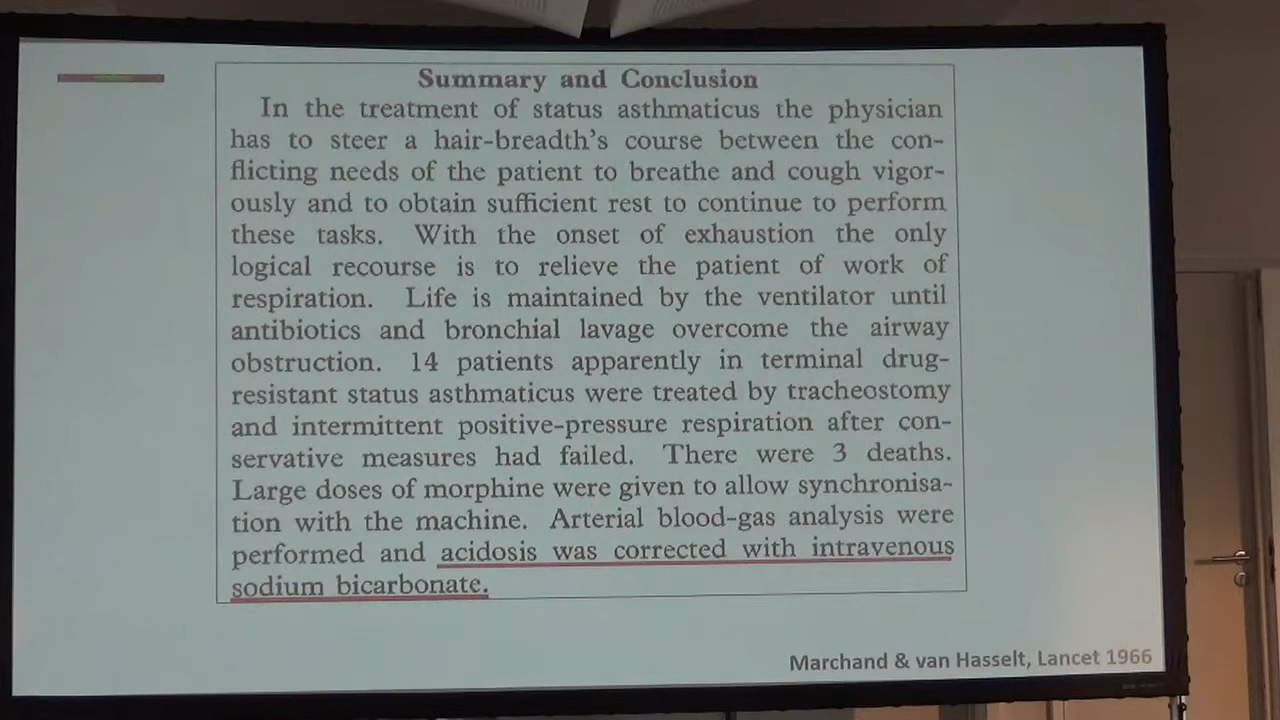 Summary and Conclusion
In the treatment of status asthmaticus the physician
has to steer a hair-breadth's course between the con-
flicting needs of the patient to breathe and cough vigor-
ously and to obtain sufficient rest to continue to perform
these tasks. With the onset of exhaustion the only
logical recourse is to relieve the patient of work of
respiration. Life is maintained by the ventilator until
antibiotics and bronchial lavage overcome the airway
obstruction. 14 patients apparently in terminal drug-
resistant status asthmaticus were treated by tracheostomy
and intermittent positive-pressure respiration after con-
servative measures had failed. There were 3 deaths.
Large doses of morphine were given to allow synchronisa-
tion with the machine. Arterial blood-gas analysis were
performed and acidosis was corrected with intravenous
sodium bicarbonate.
Marchand & van Hasselt, Lancet 1966